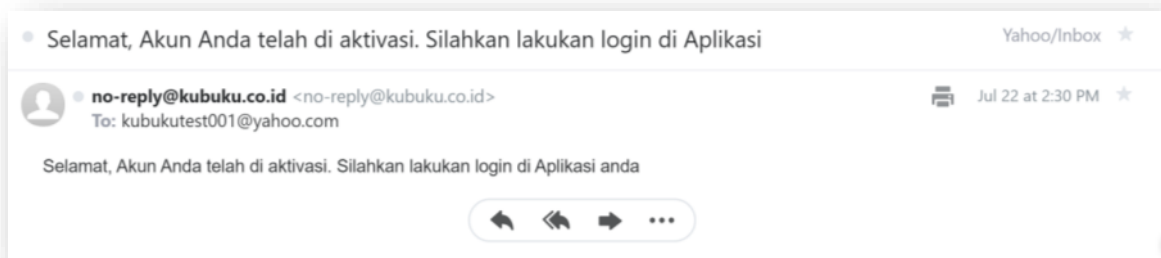 Selamat, Akun Anda telah di aktivasi. Silahkan lakukan login di Aplikasi
Yahoo/Inbox
no-reply@kubuku.co.id <no-reply@kubuku.co.id>
Jul 22 at 2:30 PM
To: kubukutest001@yahoo.com
Selamat, Akun Anda telah di aktivasi. Silahkan lakukan login di Aplikasi anda